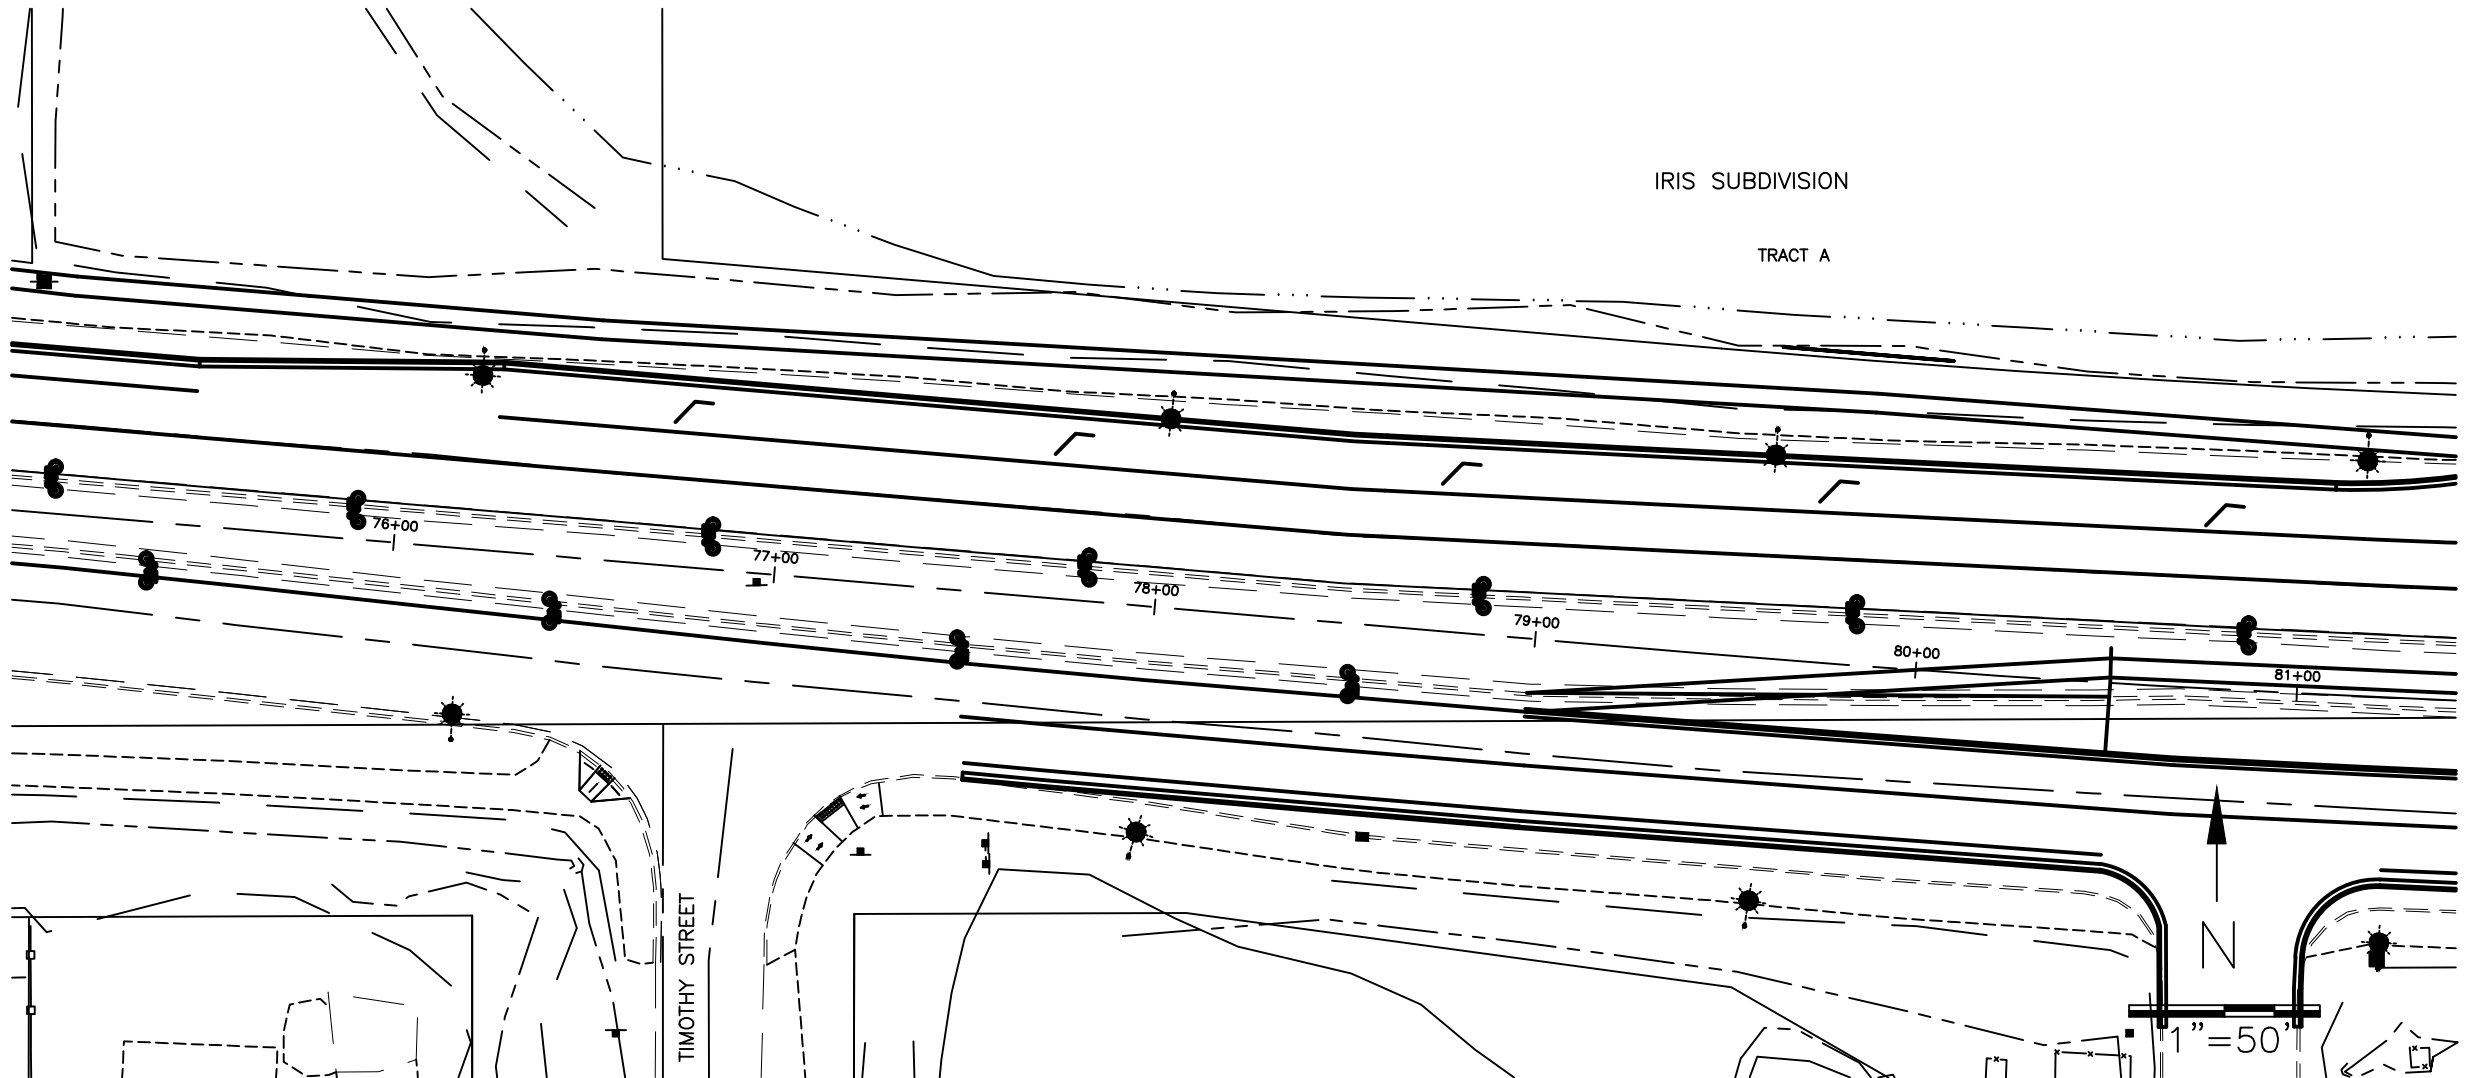 IRIS SUBDIVISION
TRACT A
76+00
77+00
78+00
79+00
80+00
81+00
TIMOTHY STREET
N
1"=50'